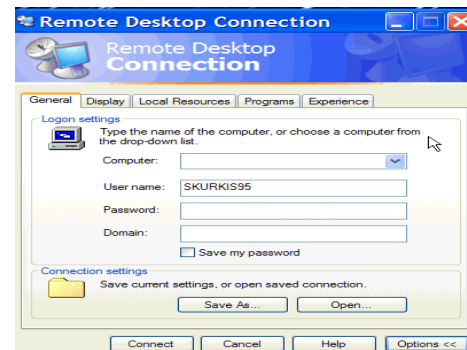 Remote Desktop Connection
Remote Desktop
Connection
General Display Local Resources Programs Experience
Logon settings
Type the name of the computer, or choose a computer from
the drop-down list.
Computer:
User name: SKURKIS95
Password:
Domain:
Save my password
Connection settings
Save current settings, or open saved connection.
Save As... Open...
Connect Cancel Help Options <<